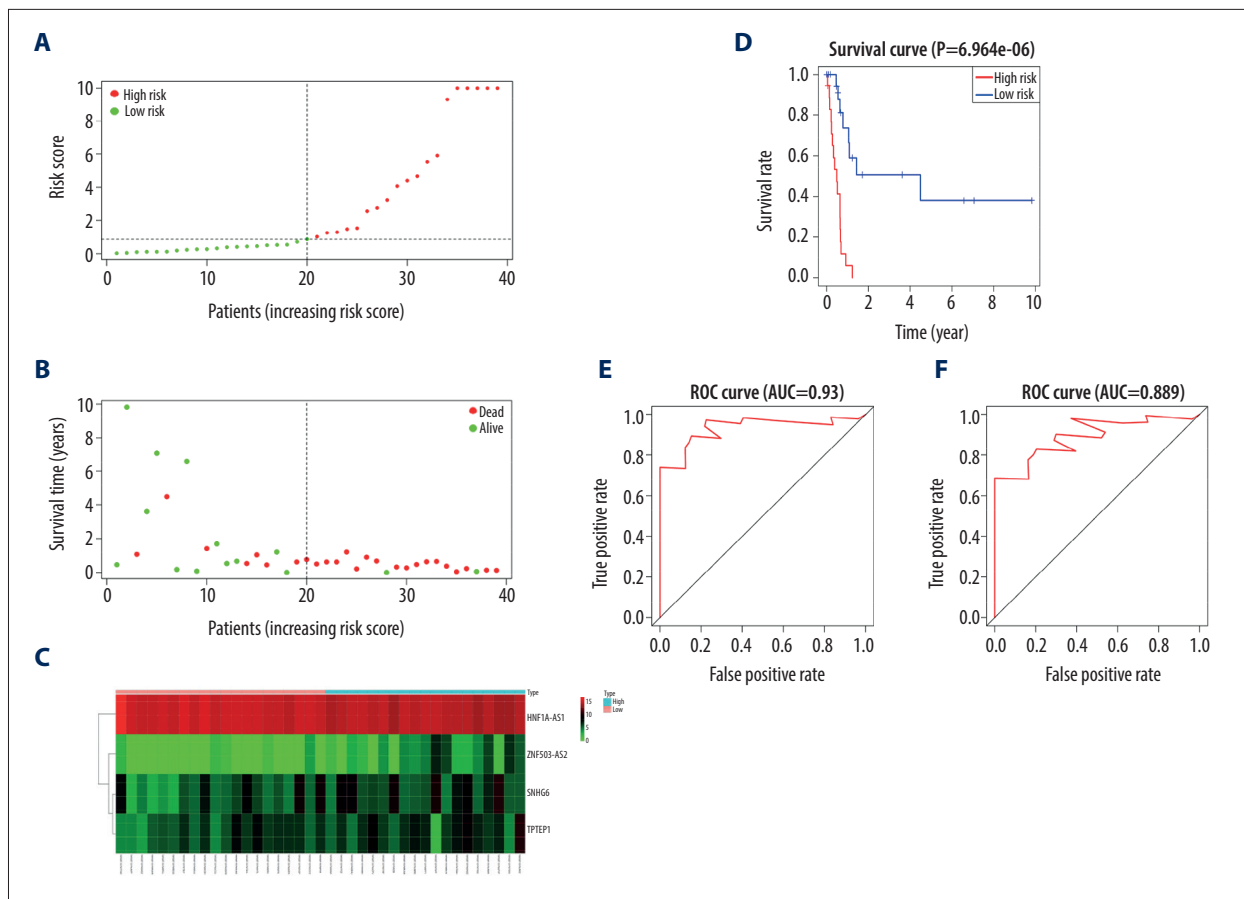 A
10
8
6
4
2
0
Risk score
High risk
Low risk
0 10 20 30 40
Patients (increasing risk score)
B
10
8
6
4
2
0
Survival time (years)
Dead
Alive
0 10 20 30 40
Patients (increasing risk score)
C
Type
HNF1A-AS1
ZNF503-AS2
SNHG6
TPTEP1
15
10
5
0
Type
High
Low
D
Survival curve (P=6.964e-06)
High risk
Low risk
1.0
0.8
0.6
0.4
0.2
0.0
Survival rate
0 2 4 6 8 10
Time (year)
E
ROC curve (AUC=0.93)
1.0
0.8
0.6
0.4
0.2
0.0
True positive rate
0.0 0.2 0.4 0.6 0.8 1.0
False positive rate
F
ROC curve (AUC=0.889)
1.0
0.8
0.6
0.4
0.2
0.0
True positive rate
0.0 0.2 0.4 0.6 0.8 1.0
False positive rate